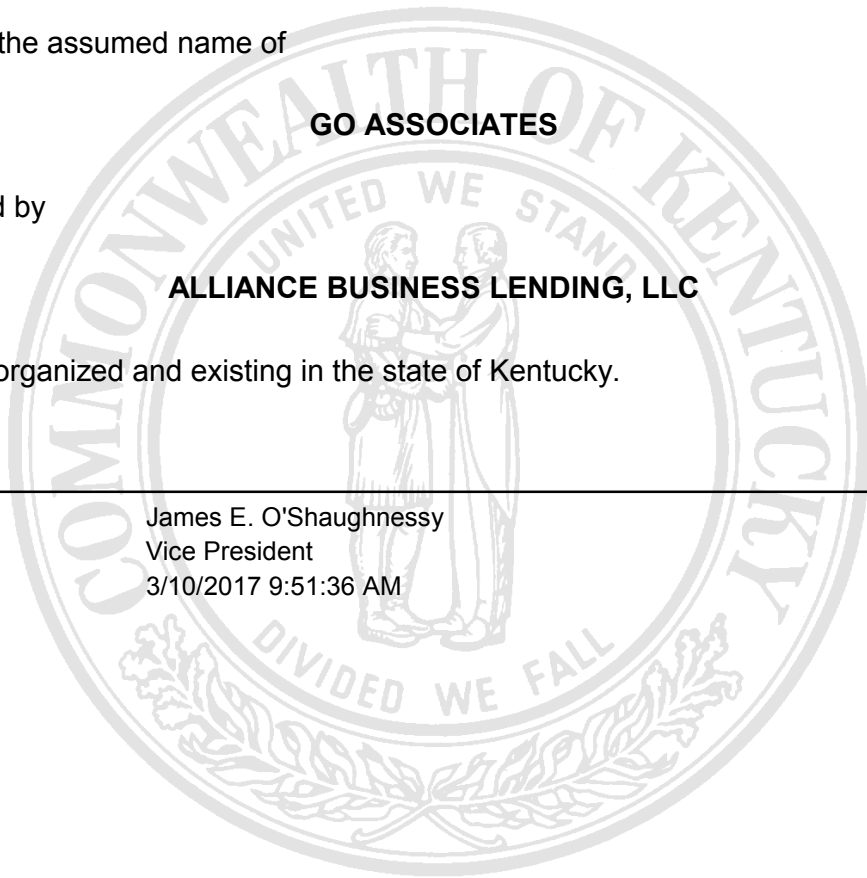 the assumed name of
GO ASSOCIATES
d by
ALLIANCE BUSINESS LENDING, LLC
organized and existing in the state of Kentucky.
James E. O'Shaughnessy
Vice President
3/10/2017 9:51:36 AM
COMMONWEALTH OF KENTUCKY
UNITED WE STAND
DIVIDED WE FALL